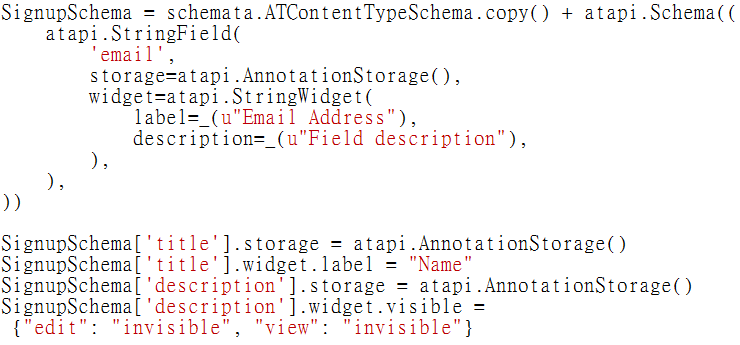 SignupSchema = schemata.ATContentTypeSchema.copy() + atapi.Schema((
    atapi.StringField(
        'email',
        storage=atapi.AnnotationStorage(),
        widget=atapi.StringWidget(
            label=_(u"Email Address"),
            description=_(u"Field description"),
        ),
    ),
))

SignupSchema['title'].storage = atapi.AnnotationStorage()
SignupSchema['title'].widget.label = "Name"
SignupSchema['description'].storage = atapi.AnnotationStorage()
SignupSchema['description'].widget.visible =
 {"edit": "invisible", "view": "invisible"}